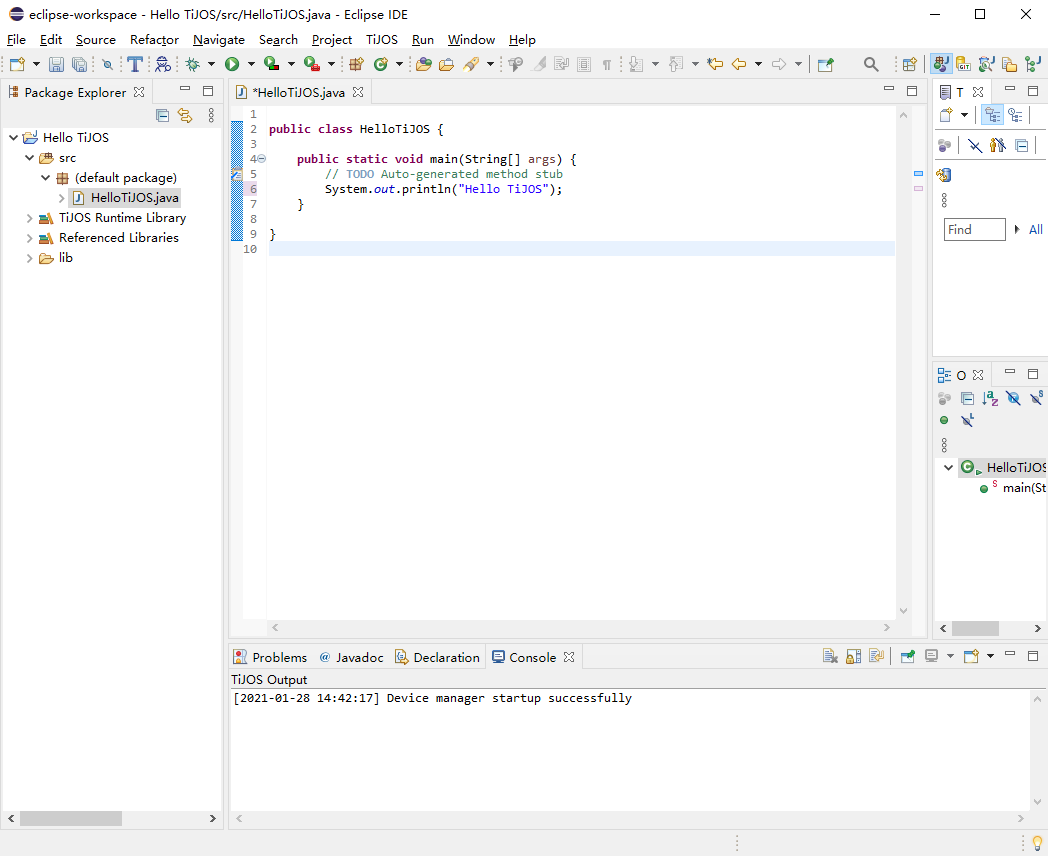 eclipse-workspace - Hello TiJOS/src/HelloTiJOS.java - Eclipse IDE
File Edit Source Refactor Navigate Search Project TiJOS Run Window Help
Package Explorer
Hello TiJOS
src
(default package)
HelloTiJOS.java
TiJOS Runtime Library
Referenced Libraries
lib
*HelloTiJOS.java
1
2 public class HelloTiJOS {
3
4 public static void main(String[] args) {
5 // TODO Auto-generated method stub
6 System.out.println("Hello TiJOS");
7 }
8
9 }
10
T
Find All
O
HelloTiJOS
main(St
Problems @ Javadoc Declaration Console
TiJOS Output
[2021-01-28 14:42:17] Device manager startup successfully